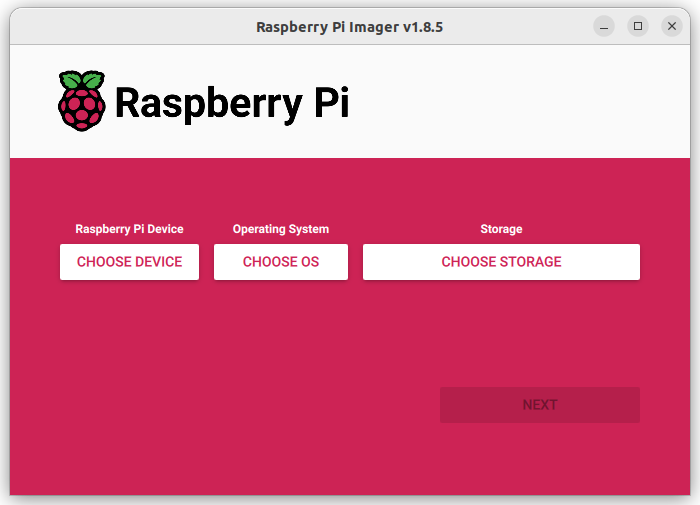 Raspberry Pi Imager v1.8.5
Raspberry Pi
Raspberry Pi Device
Operating System
Storage
CHOOSE DEVICE
CHOOSE OS
CHOOSE STORAGE
NEXT